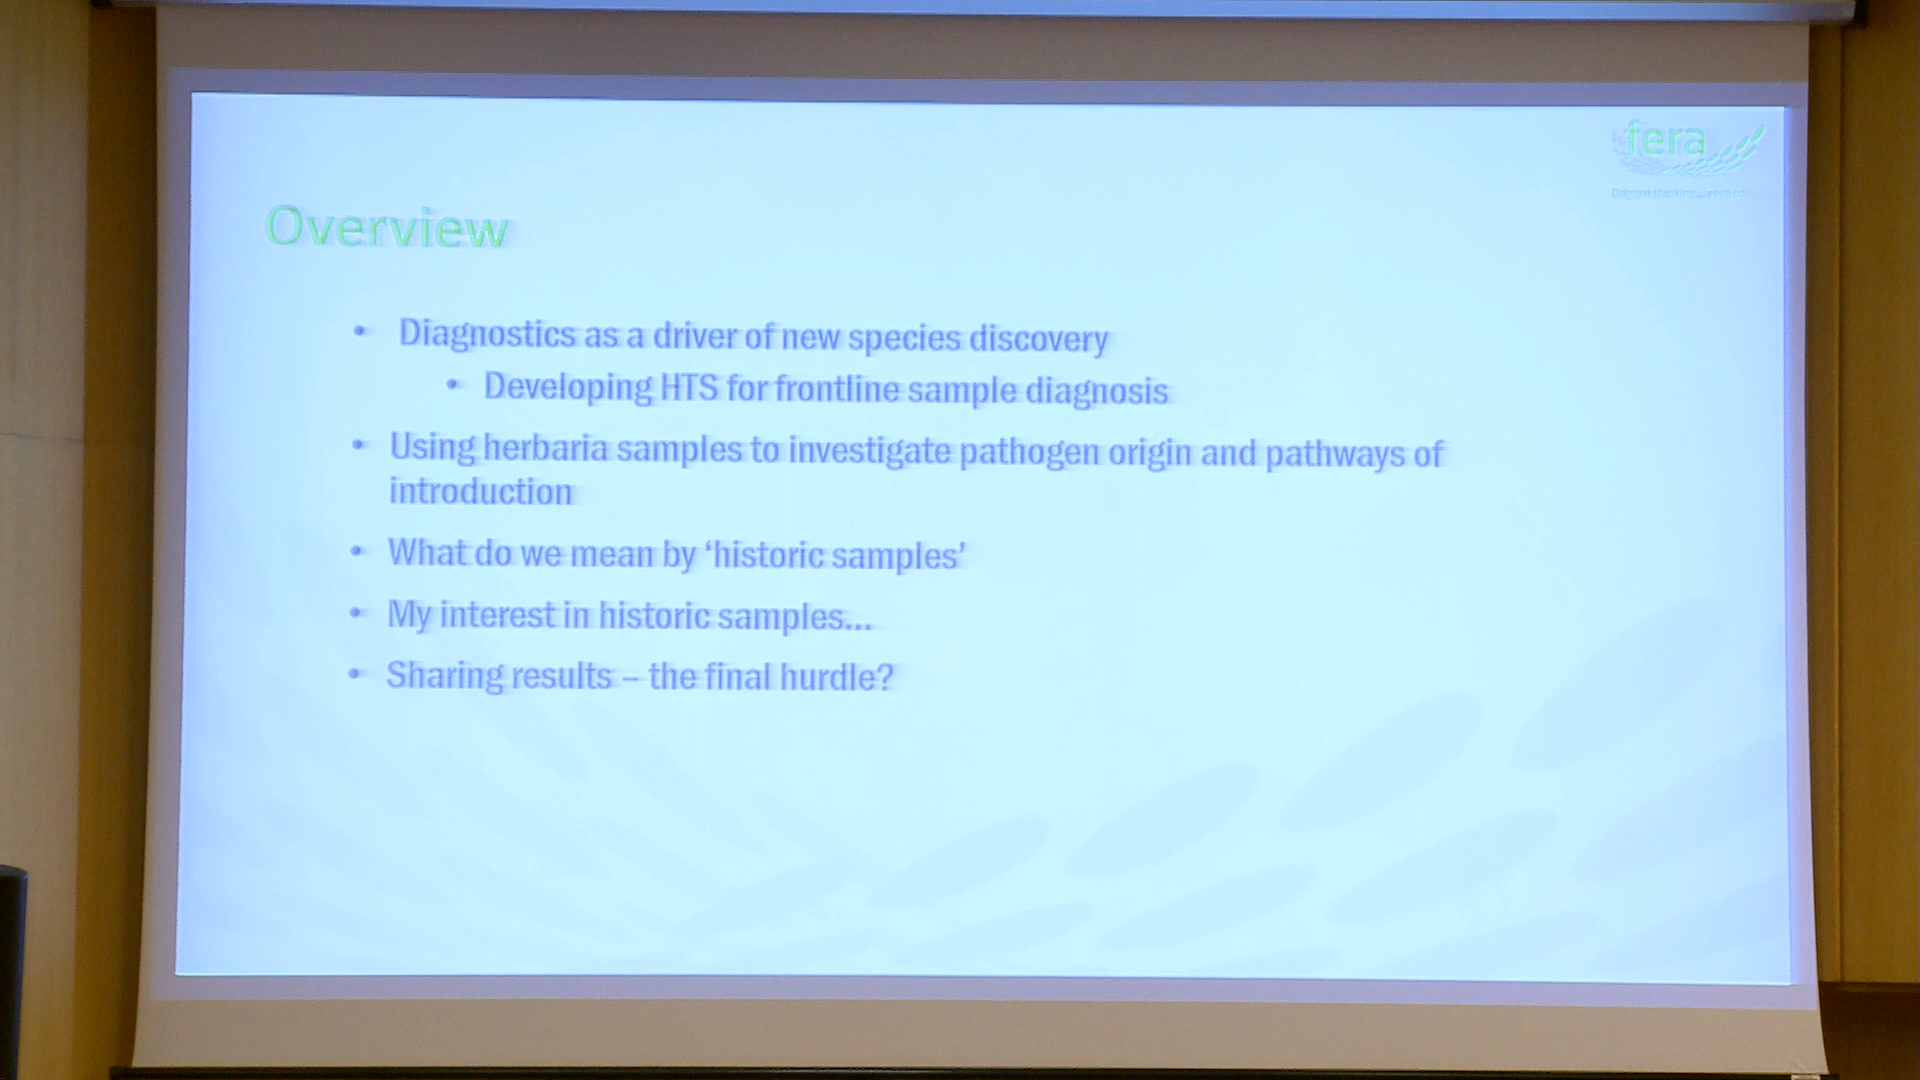 fera
Overview
• Diagnostics as a driver of new species discovery
• Developing HTS for frontline sample diagnosis
• Using herbaria samples to investigate pathogen origin and pathways of
introduction
• What do we mean by ‘historic samples’
• My interest in historic samples...
• Sharing results – the final hurdle?